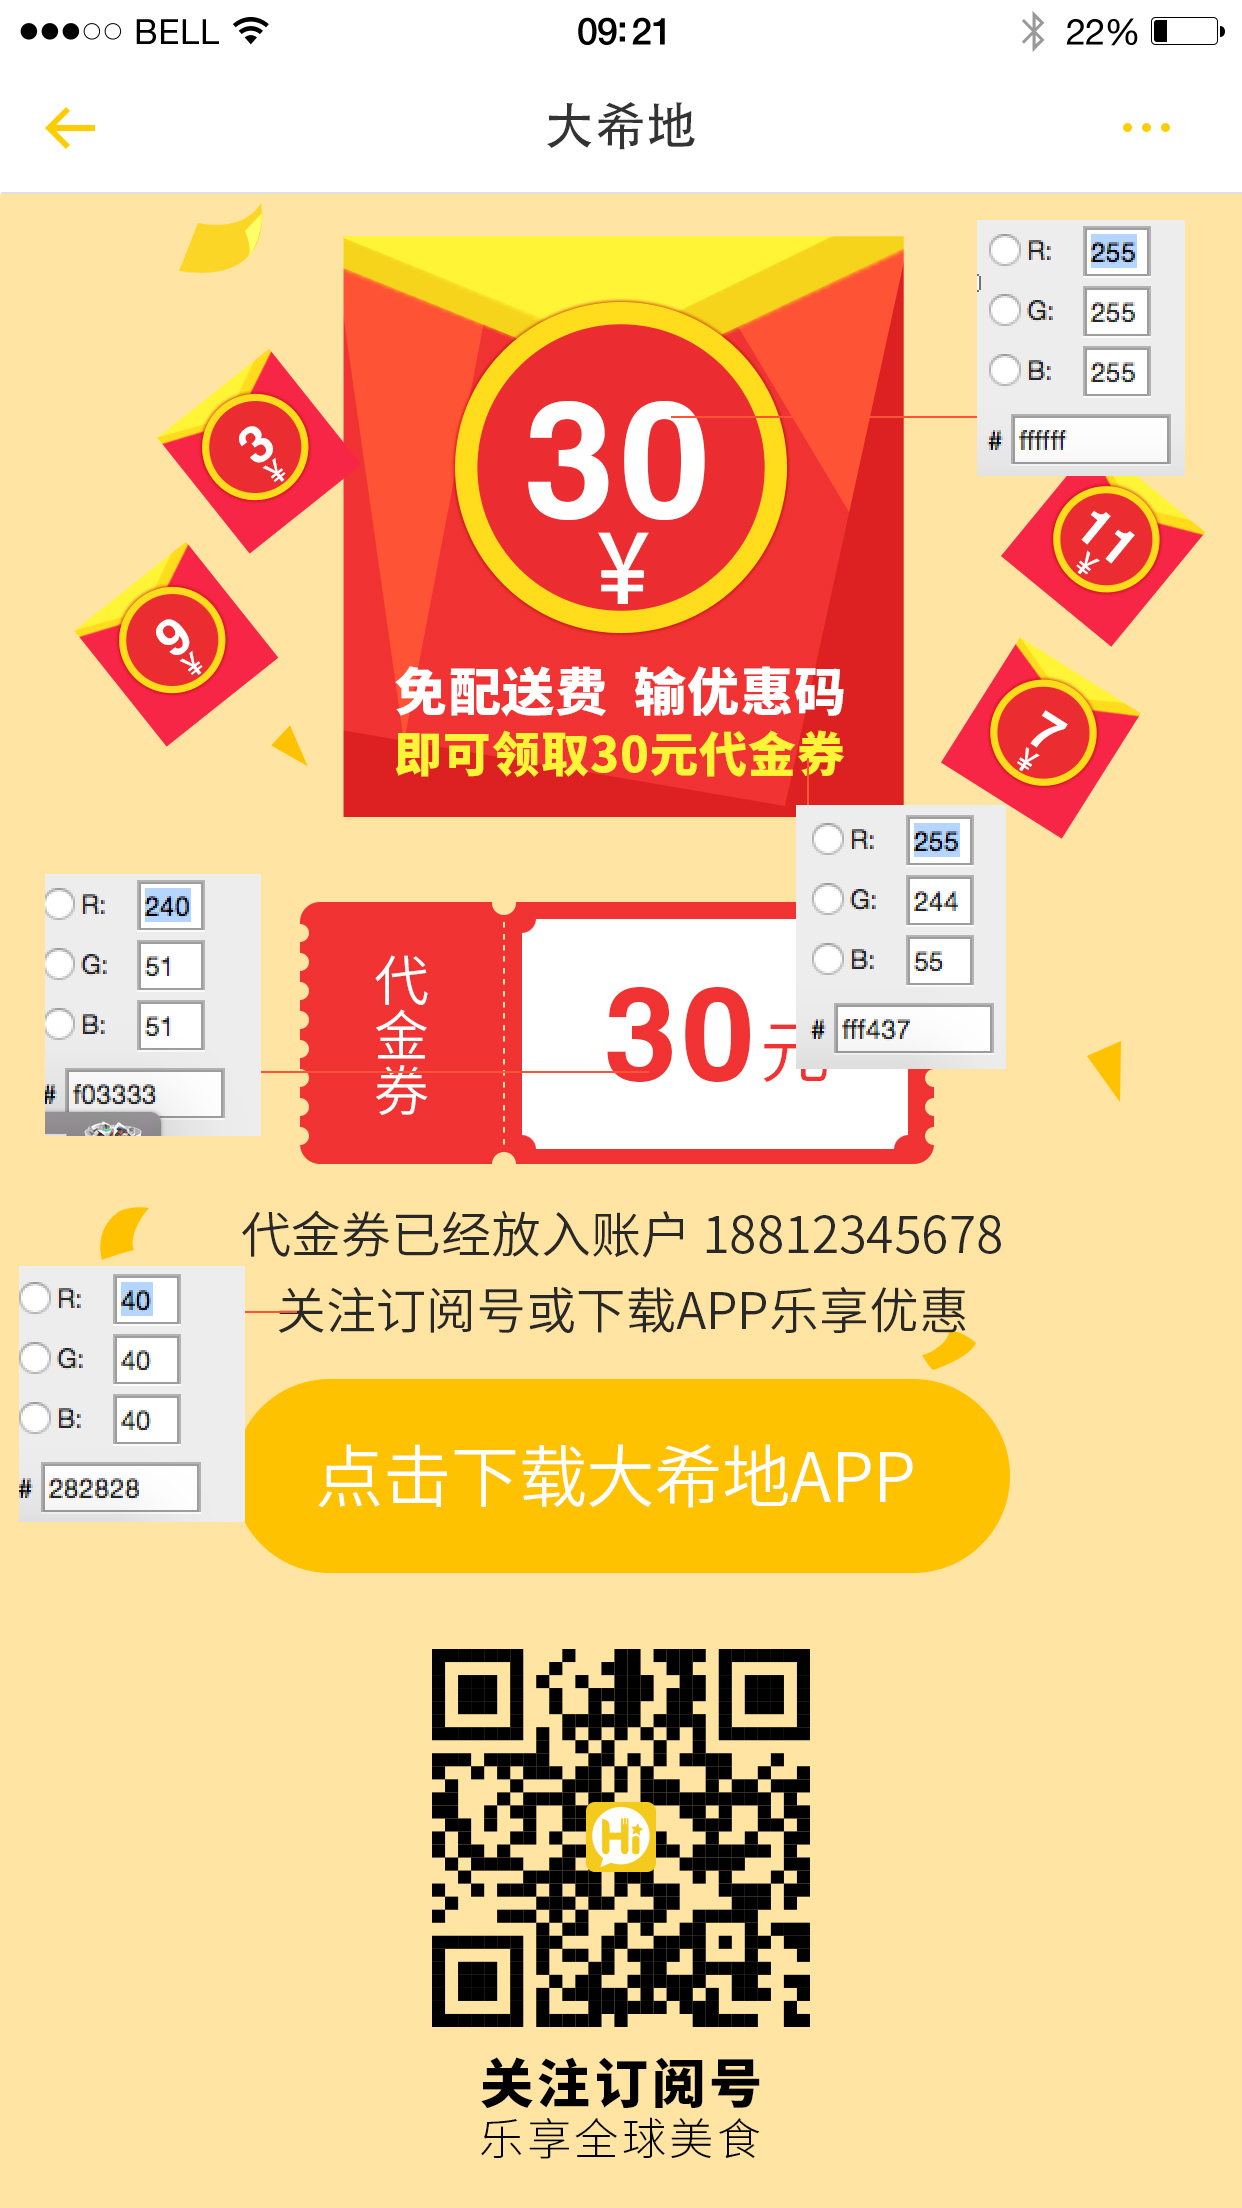 BELL 09:21 22%
大希地
R: 255
G: 255
B: 255
# ffffff
3
¥
30
¥
11
¥
9
¥
7
¥
免配送费 输优惠码
即可领取30元代金券
R: 255
G: 244
B: 55
# fff437
R: 240
G: 51
B: 51
# f03333
代金券
30元
代金券已经放入账户 18812345678
关注订阅号或下载APP乐享优惠
R: 40
G: 40
B: 40
# 282828
点击下载大希地APP
Hi
关注订阅号
乐享全球美食